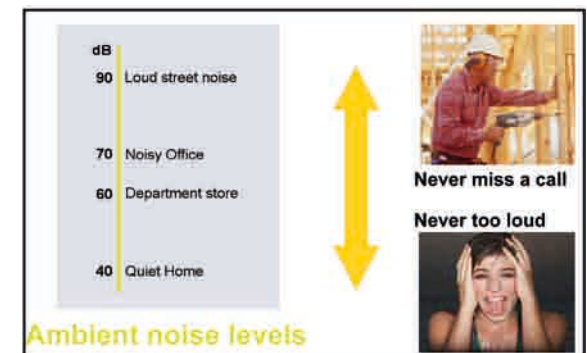 dB
90 Loud street noise
70 Noisy Office
60 Department store
40 Quiet Home
Ambient noise levels
Never miss a call
Never too loud